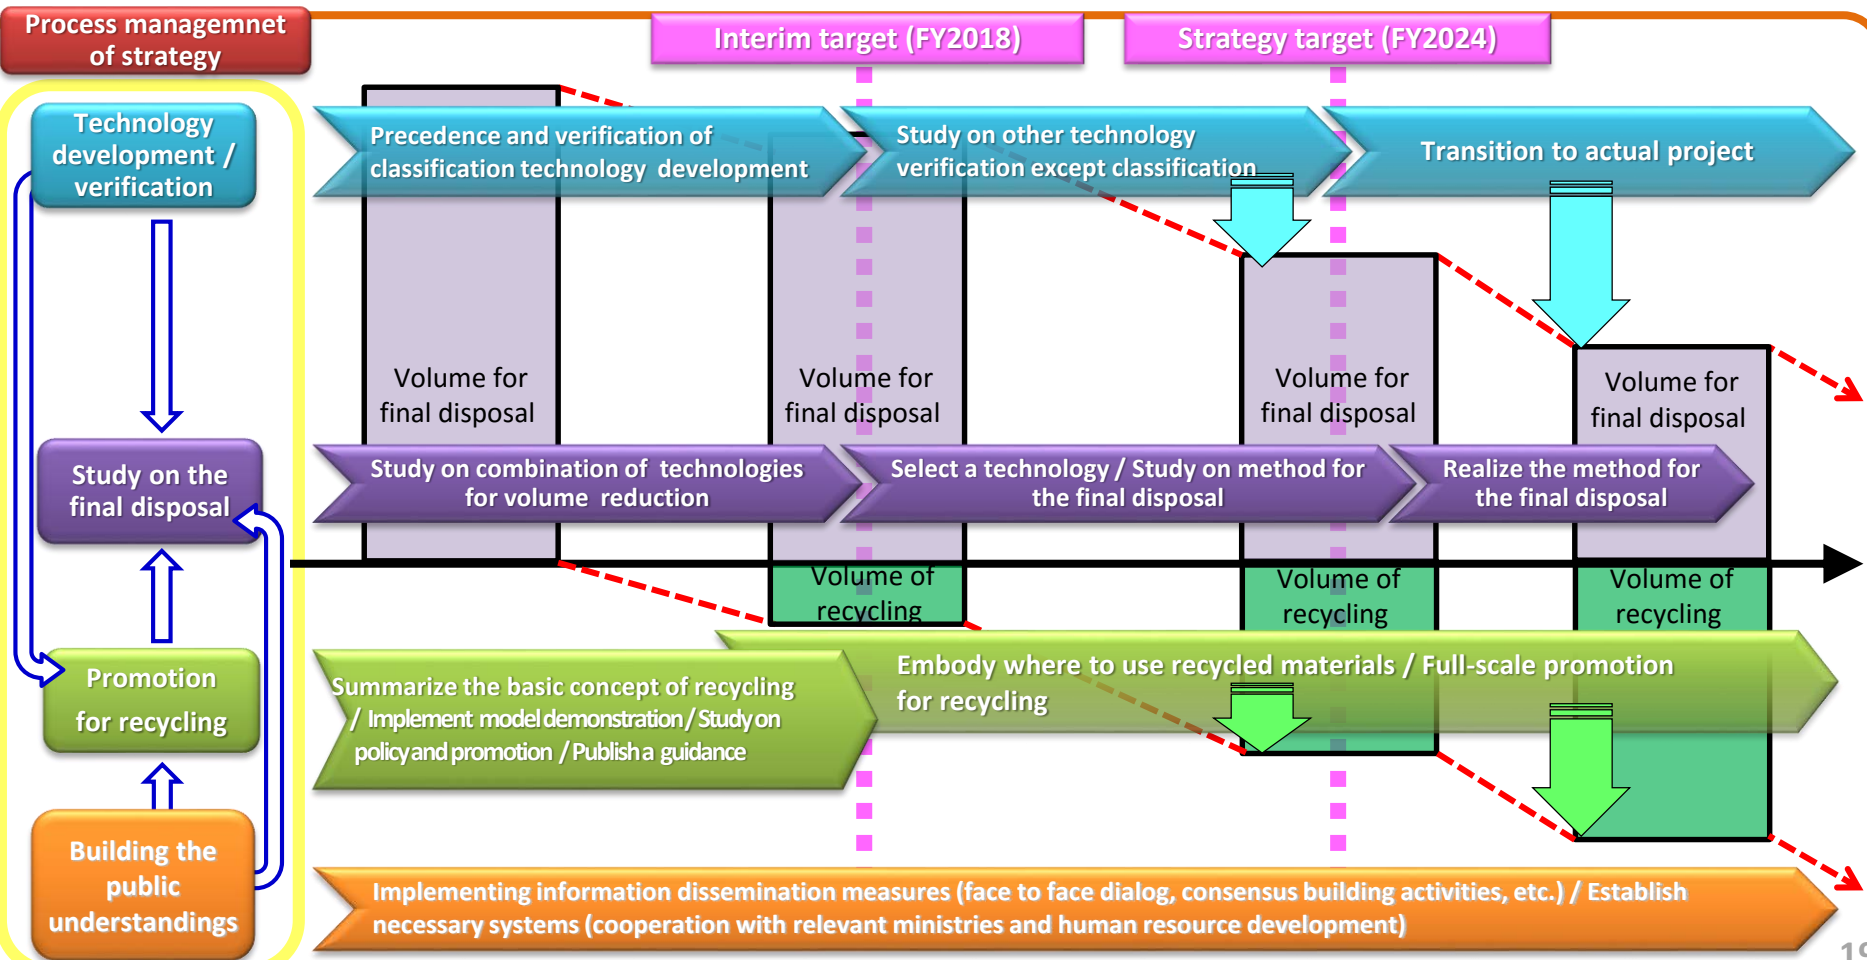 Process managemnet
of strategy
Interim target (FY2018)
Strategy target (FY2024)
Technology
development /
verification
Precedence and verification of
classification technology development
Study on other technology
verification except classification
Transition to actual project
Volume for
final disposal
Volume for
final disposal
Volume for
final disposal
Volume for
final disposal
Study on the
final disposal
Study on combination of technologies
for volume reduction
Select a technology / Study on method for
the final disposal
Realize the method for
the final disposal
Volume of
recycling
Volume of
recycling
Volume of
recycling
Promotion
for recycling
Summarize the basic concept of recycling
/ Implement model demonstration / Study on
policy and promotion / Publish a guidance
Embody where to use recycled materials / Full-scale promotion
for recycling
Building the
public
understandings
Implementing information dissemination measures (face to face dialog, consensus building activities, etc.) / Establish
necessary systems (cooperation with relevant ministries and human resource development)
19